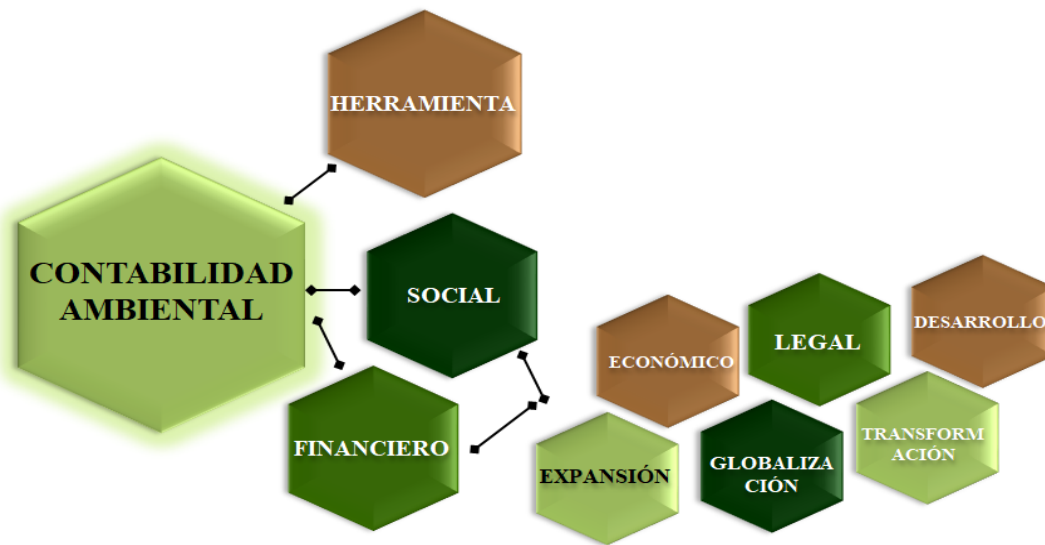 HERRAMIENTA
CONTABILIDAD
AMBIENTAL
SOCIAL
FINANCIERO
ECONÓMICO
LEGAL
DESARROLLO
EXPANSIÓN
GLOBALIZA
CIÓN
TRANSFORM
ACIÓN